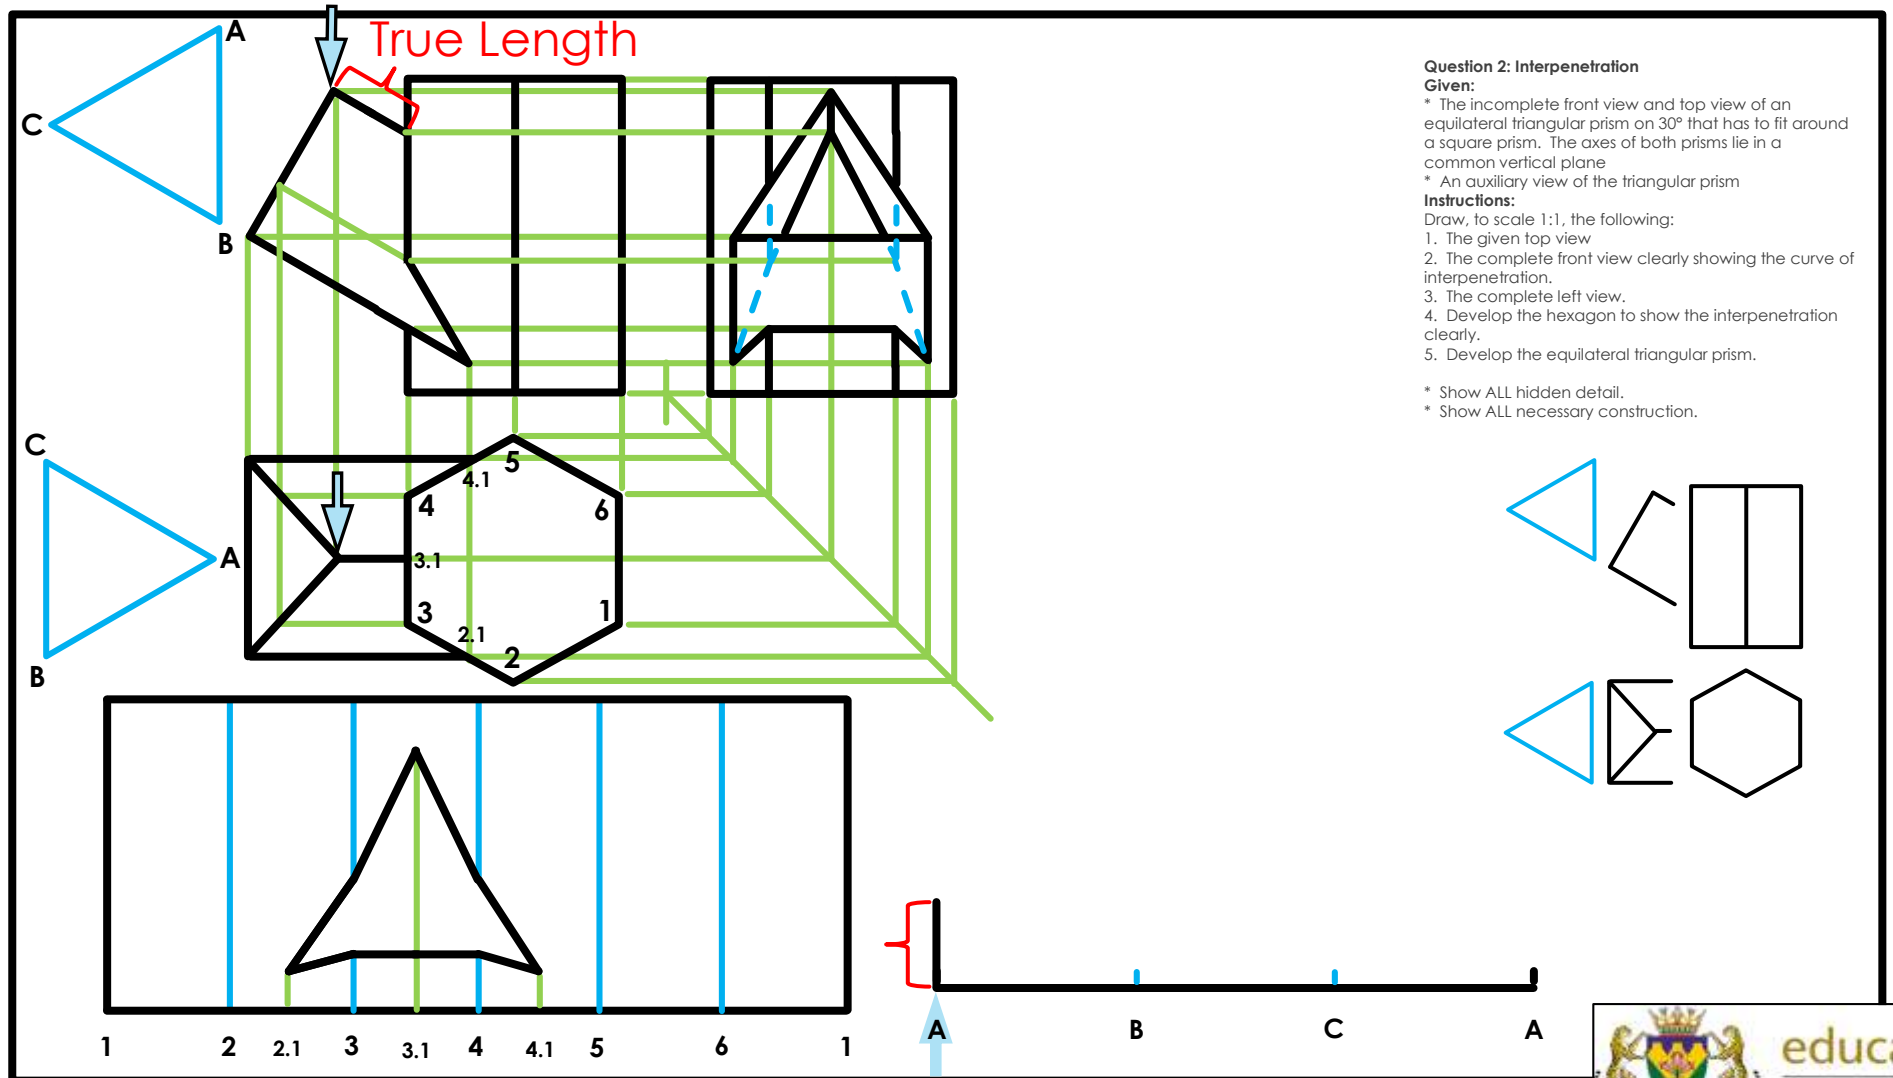 A
True Length
C
B
Question 2: Interpenetration
Given:
* The incomplete front view and top view of an
equilateral triangular prism on 30° that has to fit around
a square prism. The axes of both prisms lie in a
common vertical plane
* An auxiliary view of the triangular prism
Instructions:
Draw, to scale 1:1, the following:
1. The given top view
2. The complete front view clearly showing the curve of
interpenetration.
3. The complete left view.
4. Develop the hexagon to show the interpenetration
clearly.
5. Develop the equilateral triangular prism.
* Show ALL hidden detail.
* Show ALL necessary construction.
C
5
4.1
4
6
A
3.1
3
1
2.1
2
B
1 2 2.1 3 3.1 4 4.1 5 6 1
A B C A